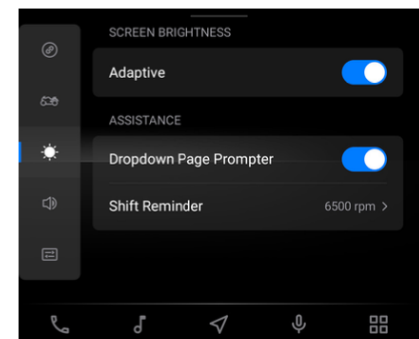 SCREEN BRIGHTNESS
Adaptive
ASSISTANCE
Dropdown Page Prompter
Shift Reminder 6500 rpm >